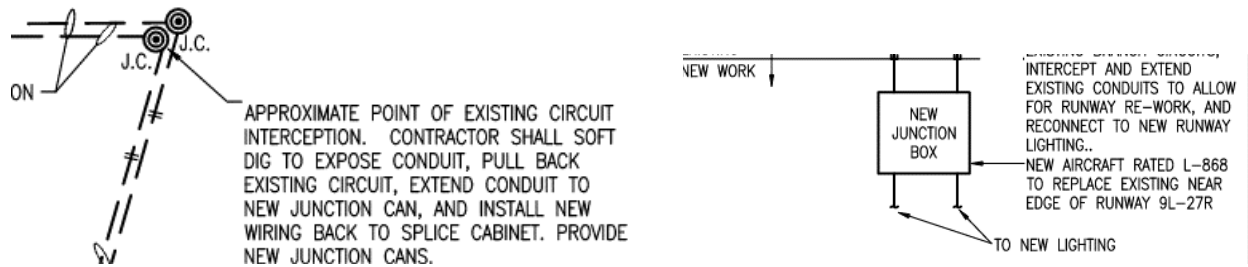 J.C.
J.C.
ON
APPROXIMATE POINT OF EXISTING CIRCUIT
INTERCEPTION. CONTRACTOR SHALL SOFT
DIG TO EXPOSE CONDUIT, PULL BACK
EXISTING CIRCUIT, EXTEND CONDUIT TO
NEW JUNCTION CAN, AND INSTALL NEW
WIRING BACK TO SPLICE CABINET. PROVIDE
NEW JUNCTION CANS.
NEW WORK
NEW
JUNCTION
BOX
EXISTING BRANCH CIRCUITS,
INTERCEPT AND EXTEND
EXISTING CONDUITS TO ALLOW
FOR RUNWAY RE-WORK, AND
RECONNECT TO NEW RUNWAY
LIGHTING..
NEW AIRCRAFT RATED L-868
TO REPLACE EXISTING NEAR
EDGE OF RUNWAY 9L-27R
TO NEW LIGHTING